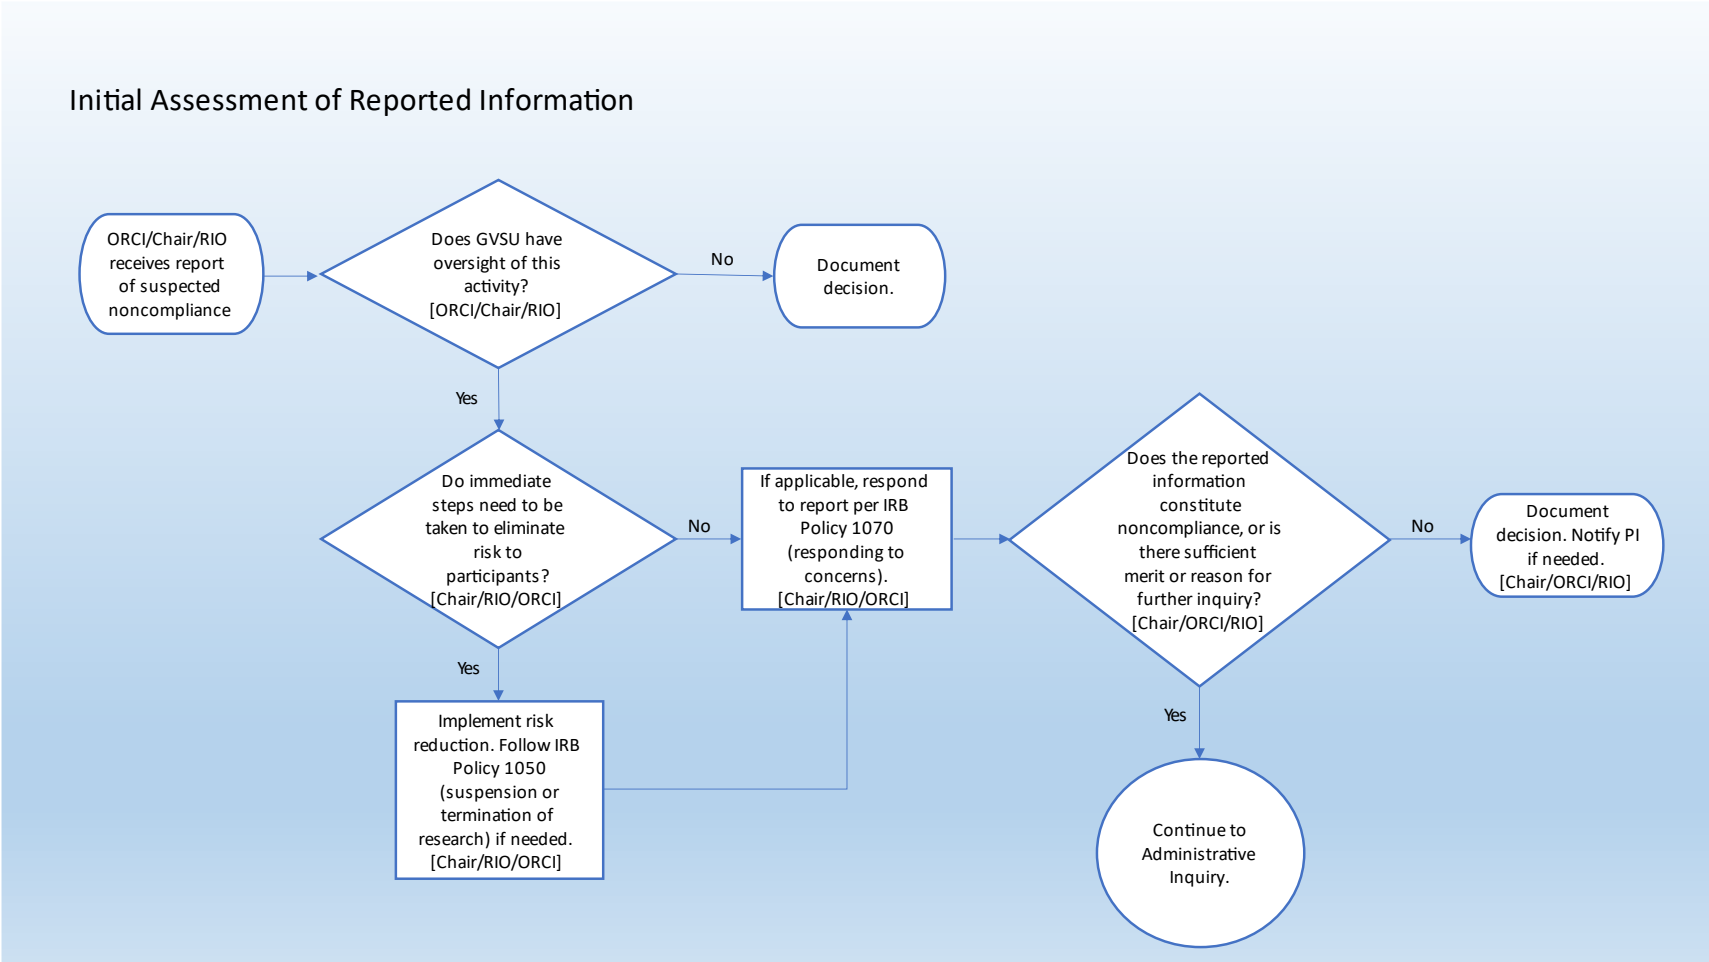 Initial Assessment of Reported Information
ORCI/Chair/RIO
receives report
of suspected
noncompliance
Does GVSU have
oversight of this
activity?
[ORCI/Chair/RIO]
No
Document
decision.
Yes
Do immediate
steps need to be
taken to eliminate
risk to
participants?
[Chair/RIO/ORCI]
No
If applicable, respond
to report per IRB
Policy 1070
(responding to
concerns).
[Chair/RIO/ORCI]
Does the reported
information
constitute
noncompliance, or is
there sufficient
merit or reason for
further inquiry?
[Chair/ORCI/RIO]
No
Document
decision. Notify PI
if needed.
[Chair/ORCI/RIO]
Yes
Implement risk
reduction. Follow IRB
Policy 1050
(suspension or
termination of
research) if needed.
[Chair/RIO/ORCI]
Yes
Continue to
Administrative
Inquiry.